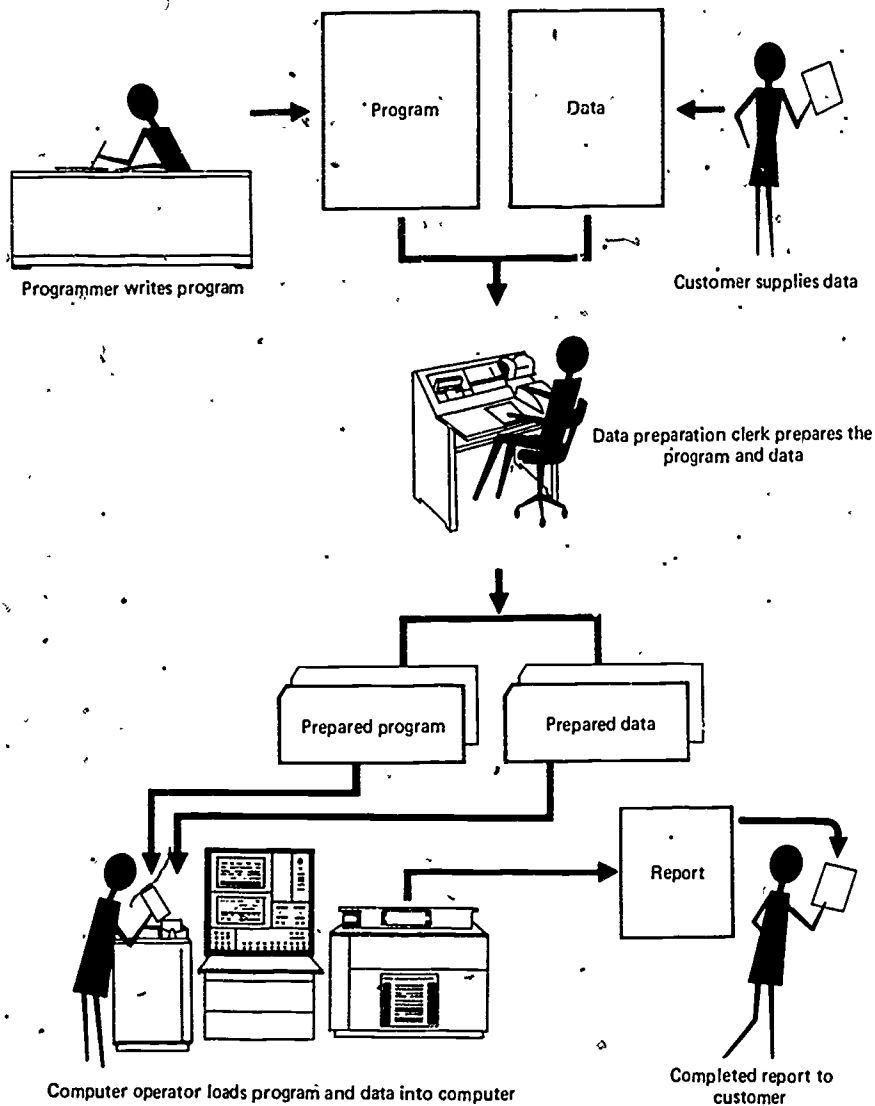 Program
Data
Programmer writes program
Customer supplies data
Data preparation clerk prepares the
program and data
Prepared program
Prepared data
Report
Computer operator loads program and data into computer
Completed report to
customer